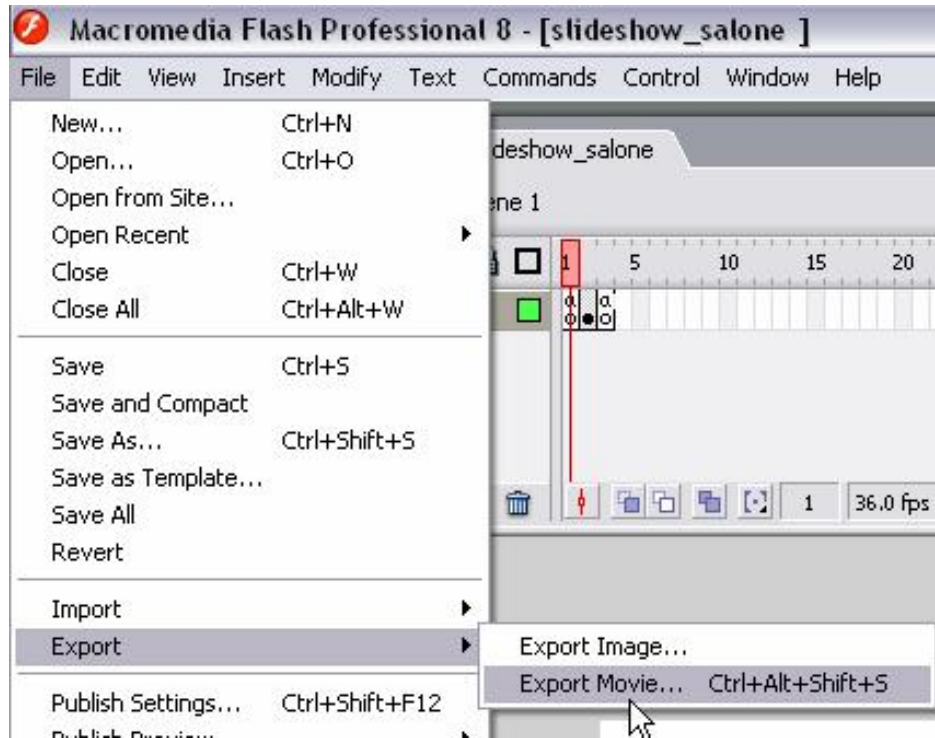 Macromedia Flash Professional 8 - [slideshow_salone ]
File Edit View Insert Modify Text Commands Control Window Help
New... Ctrl+N
Open... Ctrl+O
Open from Site...
Open Recent
Close Ctrl+W
Close All Ctrl+Alt+W
Save Ctrl+S
Save and Compact
Save As... Ctrl+Shift+S
Save as Template...
Save All
Revert
Import
Export
Publish Settings... Ctrl+Shift+F12
Publish Preview
deshow_salone
ene 1
1 5 10 15 20
a a
1 36.0 fps
Export Image...
Export Movie... Ctrl+Alt+Shift+S